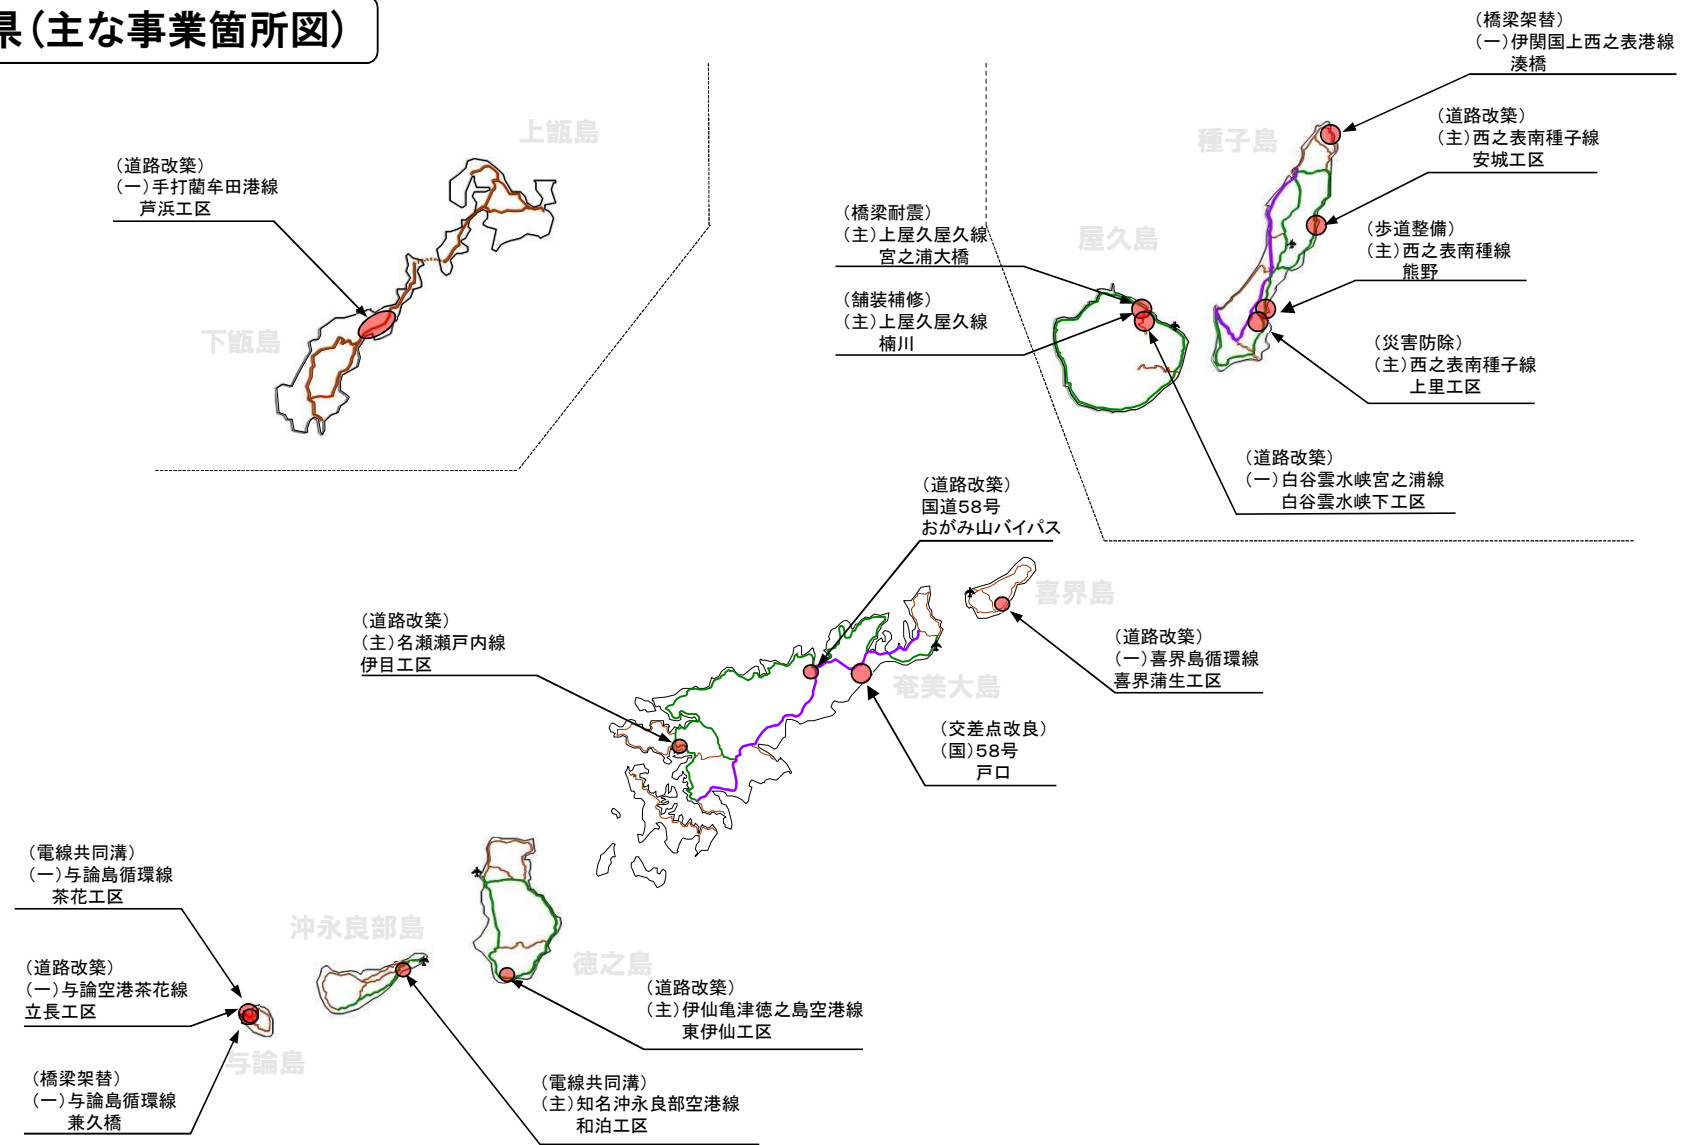 県(主な事業箇所図)
上甑島
(道路改築)
(一)手打藺牟田港線
芦浜工区
下甑島
(橋梁架替)
(一)伊関国上西之表港線
湊橋
種子島
(道路改築)
(主)西之表南種子線
安城工区
(橋梁耐震)
(主)上屋久屋久線
宮之浦大橋
屋久島
(歩道整備)
(主)西之表南種線
熊野
(舗装補修)
(主)上屋久屋久線
楠川
(災害防除)
(主)西之表南種子線
上里工区
(道路改築)
(一)白谷雲水峡宮之浦線
白谷雲水峡下工区
(道路改築)
国道58号
おがみ山バイパス
喜界島
(道路改築)
(主)名瀬瀬戸内線
伊目工区
(道路改築)
(一)喜界島循環線
喜界蒲生工区
奄美大島
(交差点改良)
(国)58号
戸口
(電線共同溝)
(一)与論島循環線
茶花工区
沖永良部島
徳之島
(道路改築)
(一)与論空港茶花線
立長工区
(道路改築)
(主)伊仙亀津徳之島空港線
東伊仙工区
与論島
(橋梁架替)
(一)与論島循環線
兼久橋
(電線共同溝)
(主)知名沖永良部空港線
和泊工区